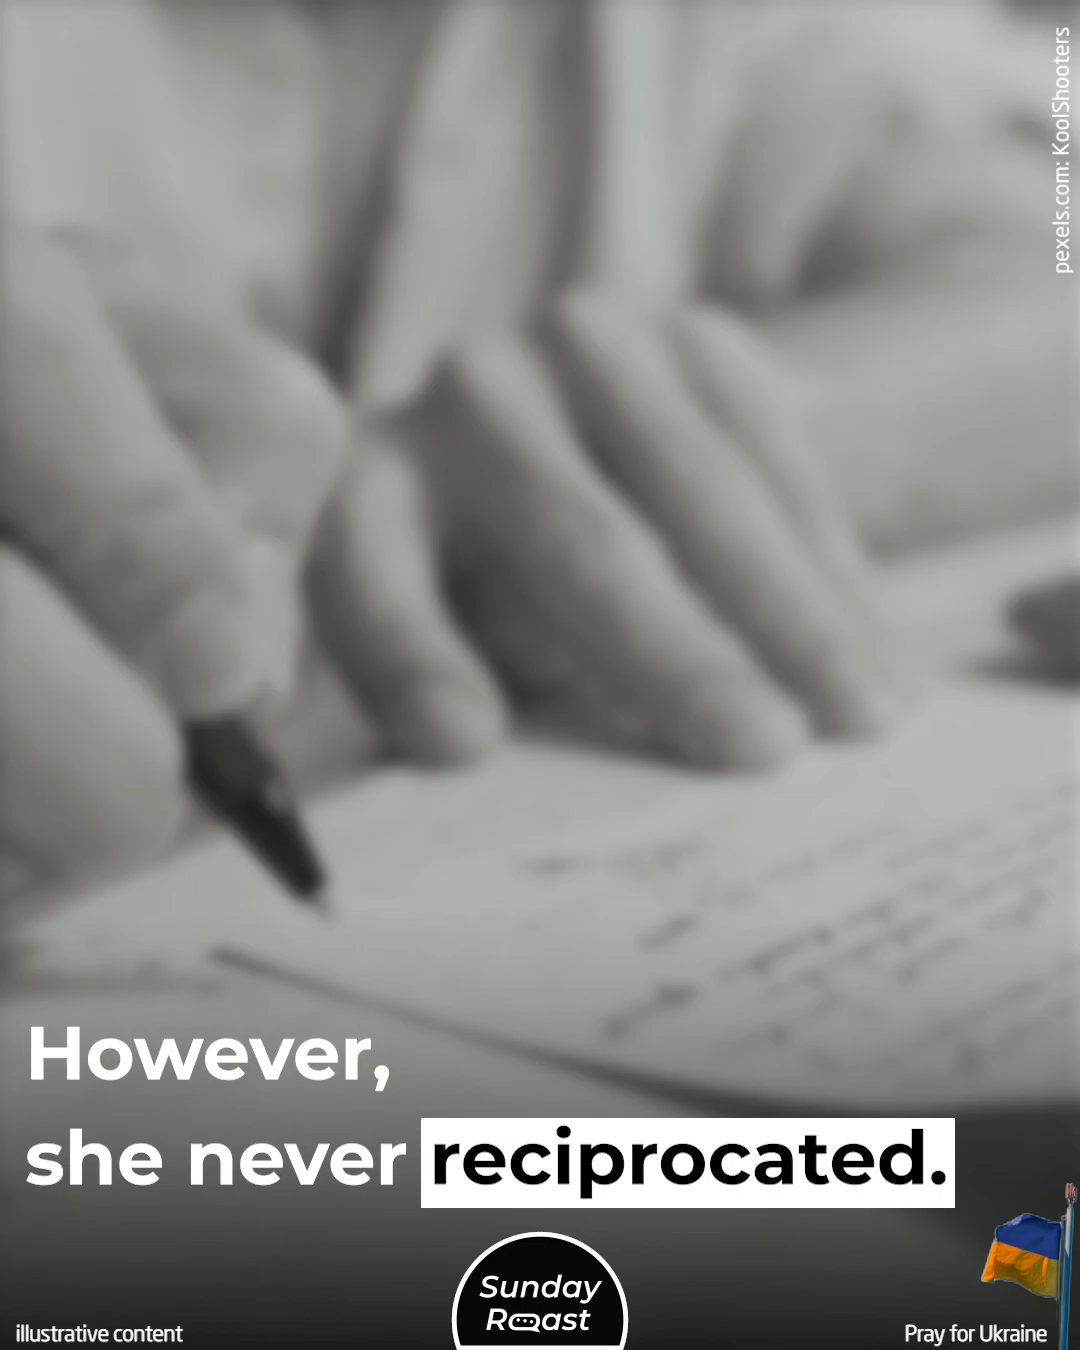 pexels.com: KoolShooters
However,
she never reciprocated.
Sunday
Roast
illustrative content
Pray for Ukraine